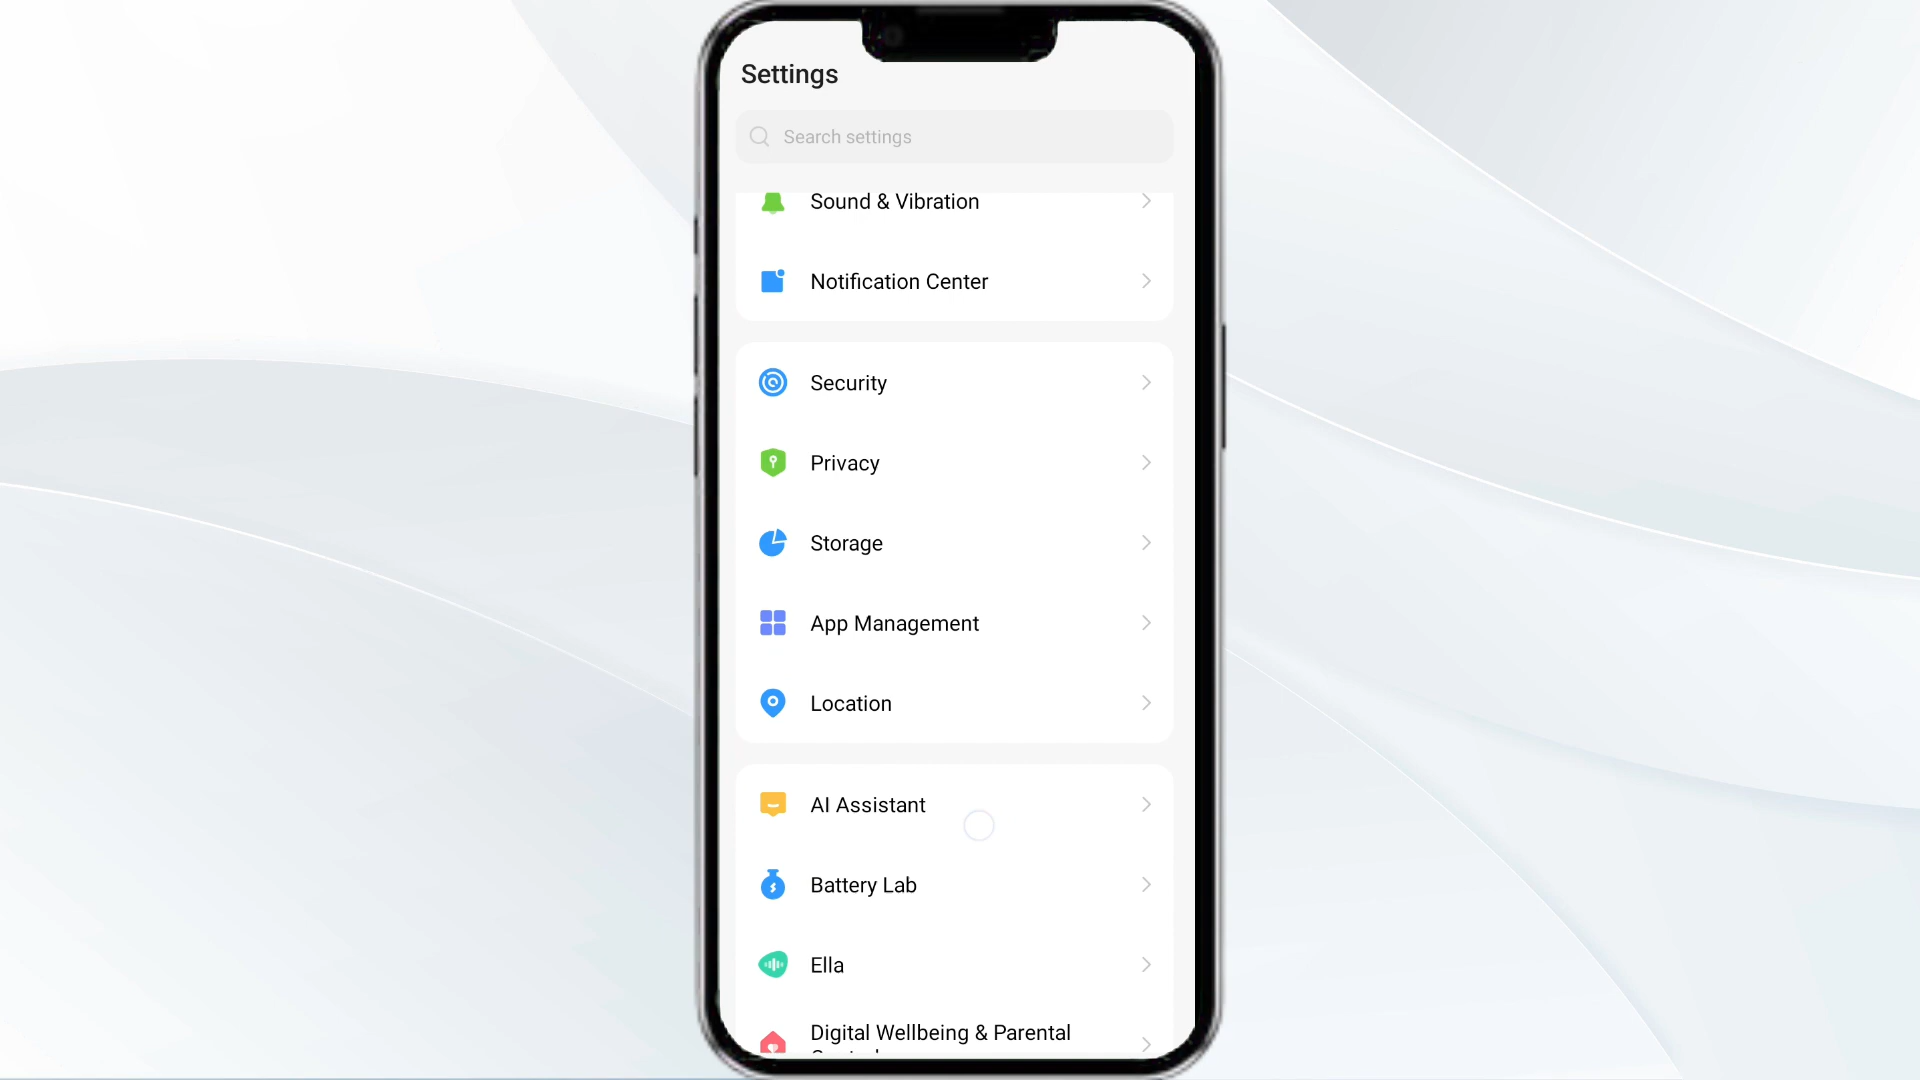 Settings
Search settings
Sound & Vibration
Notification Center
Security
Privacy
Storage
App Management
Location
AI Assistant
Battery Lab
Ella
Digital Wellbeing & Parental